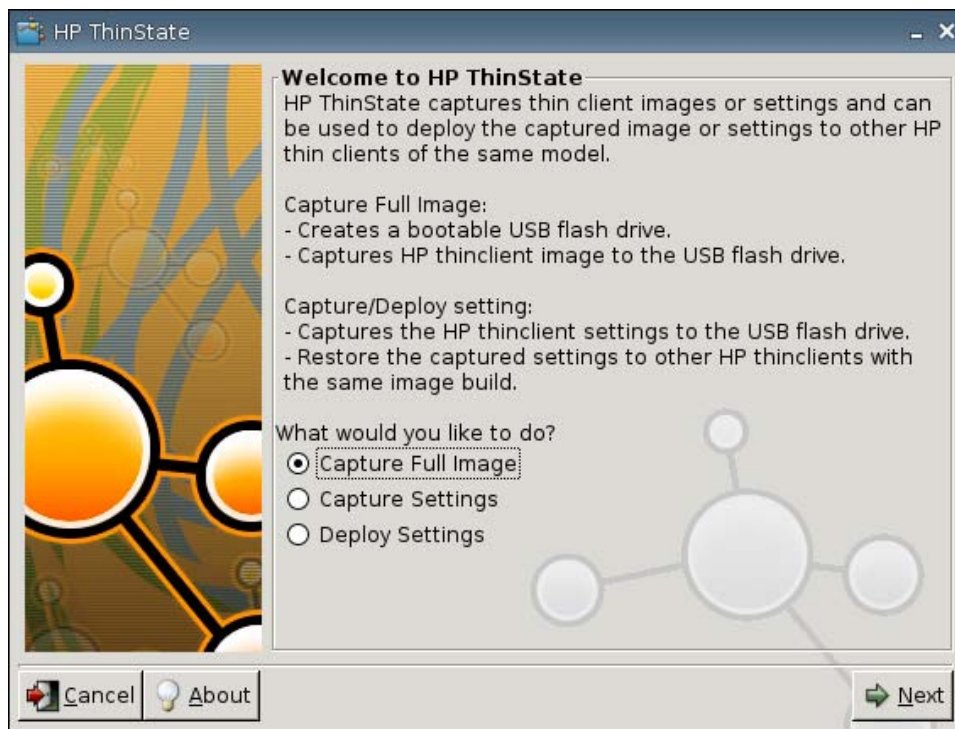 HP ThinState
Welcome to HP ThinState
HP ThinState captures thin client images or settings and can
be used to deploy the captured image or settings to other HP
thin clients of the same model.
Capture Full Image:
- Creates a bootable USB flash drive.
- Captures HP thinclient image to the USB flash drive.
Capture/Deploy setting:
- Captures the HP thinclient settings to the USB flash drive.
- Restore the captured settings to other HP thinclients with
the same image build.
What would you like to do?
Capture Full Image
Capture Settings
Deploy Settings
Cancel About Next